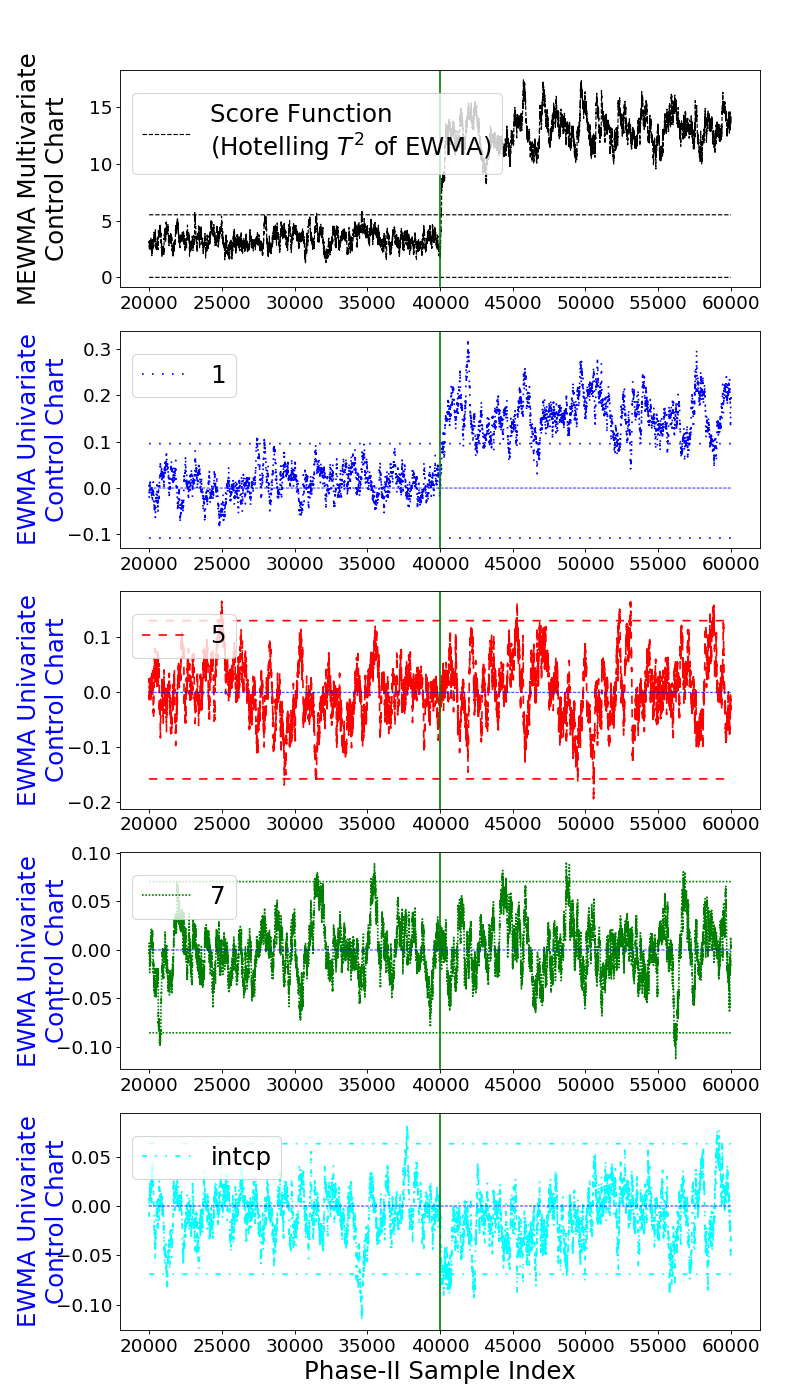 MEWMA Multivariate
Control Chart
Score Function
(Hotelling T² of EWMA)
15
10
5
0
20000 25000 30000 35000 40000 45000 50000 55000 60000
EWMA Univariate
Control Chart
1
0.3
0.2
0.1
0.0
−0.1
20000 25000 30000 35000 40000 45000 50000 55000 60000
EWMA Univariate
Control Chart
5
0.1
0.0
−0.1
−0.2
20000 25000 30000 35000 40000 45000 50000 55000 60000
EWMA Univariate
Control Chart
7
0.10
0.05
0.00
−0.05
−0.10
20000 25000 30000 35000 40000 45000 50000 55000 60000
EWMA Univariate
Control Chart
intcp
0.05
0.00
−0.05
−0.10
20000 25000 30000 35000 40000 45000 50000 55000 60000
Phase-II Sample Index